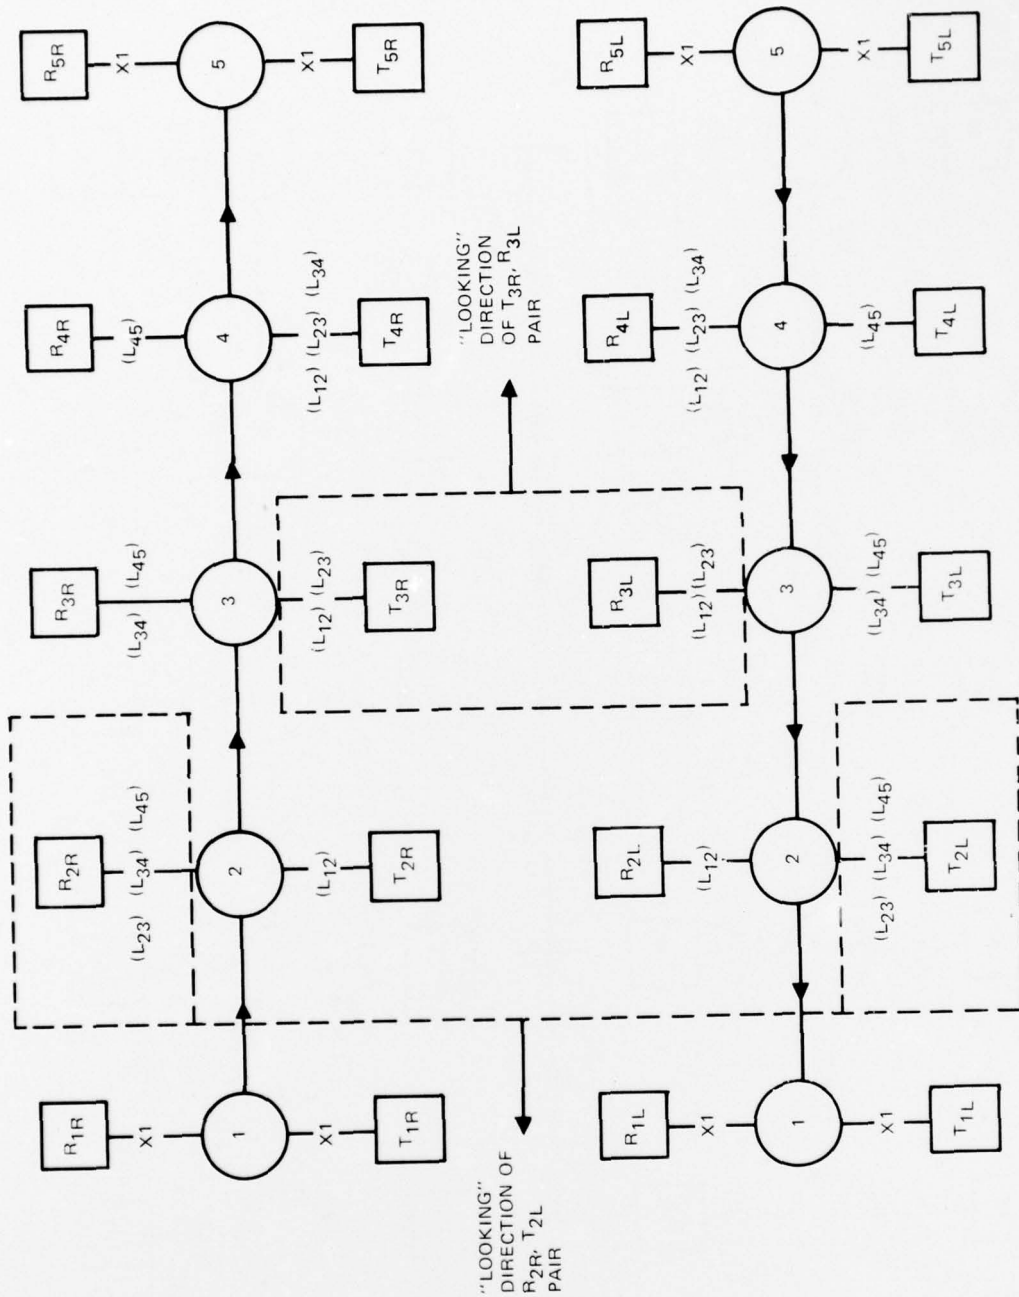 R1R
R2R
R3R
R4R
R5R
X1
(L23) (L34) (L45)
(L34) (L45)
(L45)
X1
1
2
3
4
5
X1
(L12)
(L12) (L23)
(L12) (L23) (L34)
X1
T1R
T2R
T3R
T4R
T5R
"LOOKING"
DIRECTION OF
R2R, T2L
PAIR
"LOOKING"
DIRECTION
OF T3R, R3L
PAIR
R1L
R2L
R3L
R4L
R5L
X1
(L12)
(L12) (L23)
(L12) (L23) (L34)
X1
1
2
3
4
5
X1
(L23) (L34) (L45)
(L34) (L45)
(L45)
X1
T1L
T2L
T3L
T4L
T5L